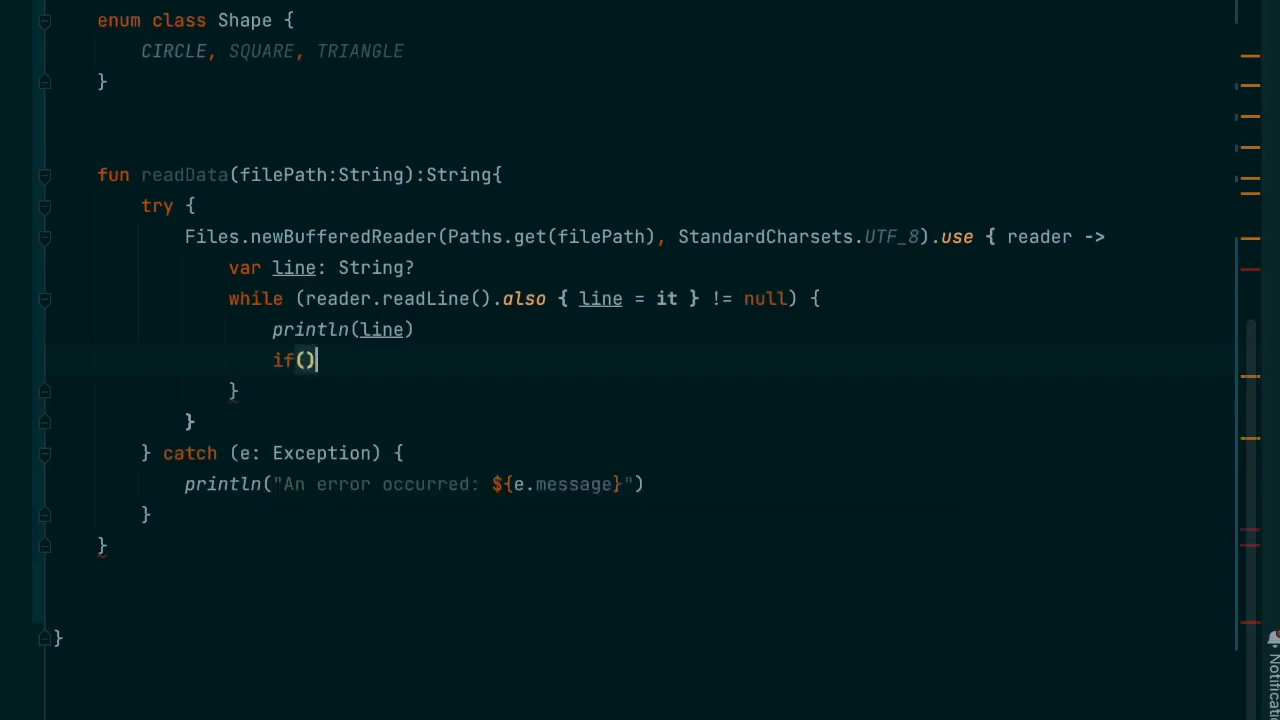 enum class Shape {
CIRCLE, SQUARE, TRIANGLE
}
fun readData(filePath:String):String{
try {
Files.newBufferedReader(Paths.get(filePath), StandardCharsets.UTF_8).use { reader ->
var line: String?
while (reader.readLine().also { line = it } != null) {
println(line)
if()
}
}
} catch (e: Exception) {
println("An error occurred: ${e.message}")
}
}
}